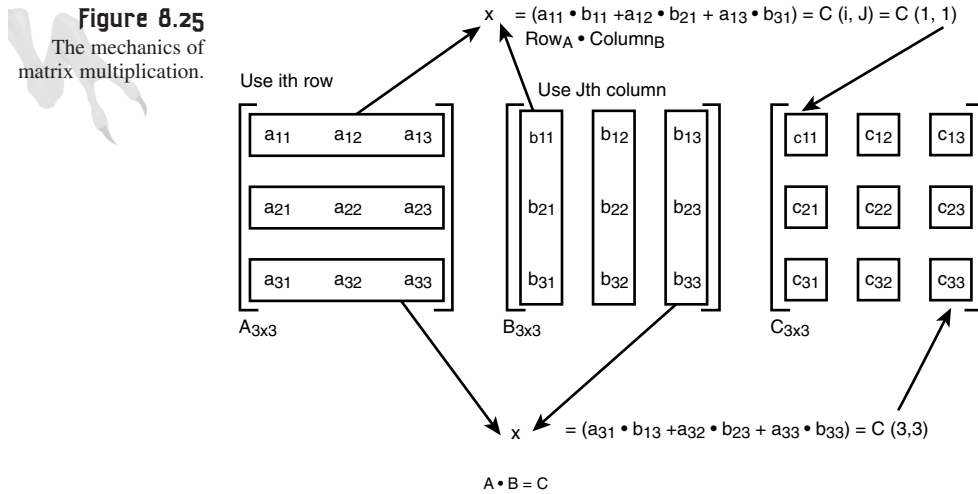 Figure 8.25
The mechanics of
matrix multiplication.
x = (a11 • b11 +a12 • b21 + a13 • b31) = C (i, J) = C (1, 1)
RowA • ColumnB
Use ith row
Use Jth column
a11 a12 a13 b11 b12 b13 c11 c12 c13
a21 a22 a23 b21 b22 b23 c21 c22 c23
a31 a32 a33 b31 b32 b33 c31 c32 c33
A3x3 B3x3 C3x3
x = (a31 • b13 +a32 • b23 + a33 • b33) = C (3,3)
A • B = C